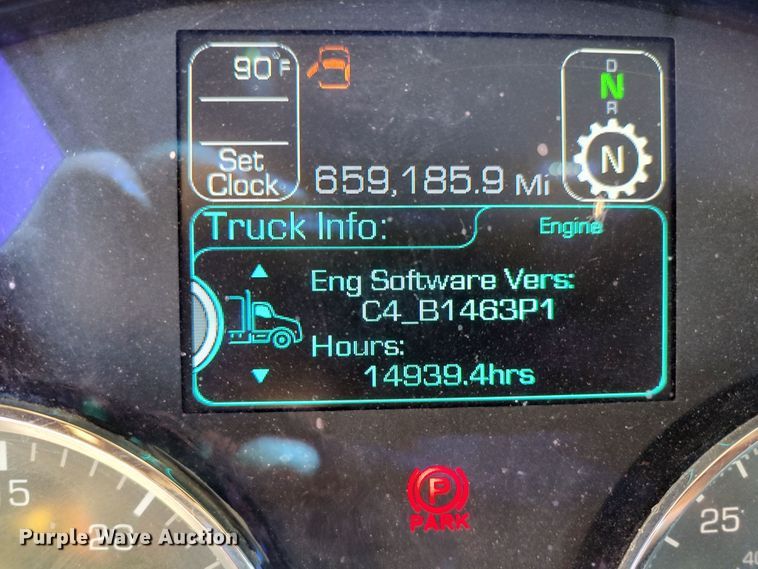 90°F
D
N
R
N
Set
Clock
659,185.9 Mi
Truck Info:
Engine
Eng Software Vers:
C4_B1463P1
Hours:
14939.4hrs
P
PARK
25
Purple Wave Auction